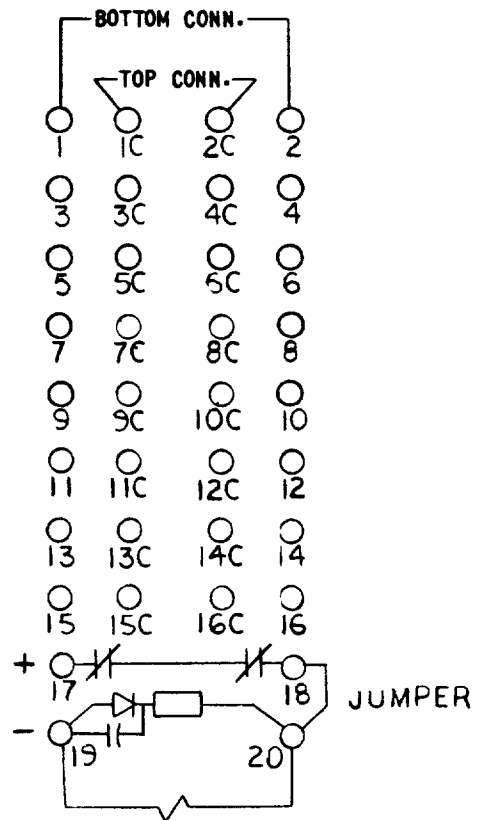 BOTTOM CONN.
TOP CONN.
1 1C 2C 2
3 3C 4C 4
5 5C 6C 6
7 7C 8C 8
9 9C 10C 10
11 11C 12C 12
13 13C 14C 14
15 15C 16C 16
+ 17 18 JUMPER
- 19 20